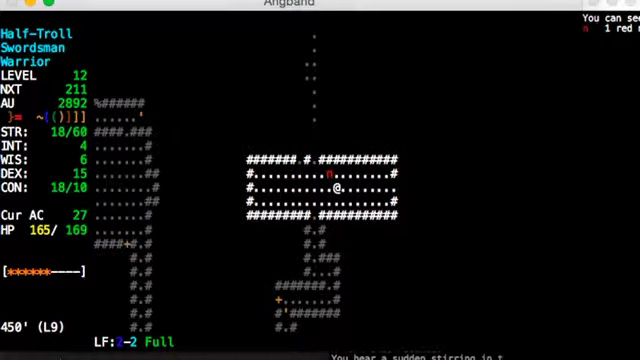 Angband
You can see
n 1 red n
Half-Troll
Swordsman
Warrior
LEVEL 12
NXT 211
AU 2892
}= ~(()]]]
STR: 18/60
INT: 4
WIS: 6
DEX: 15
CON: 18/10
Cur AC 27
HP 165/ 169
[******----]
450' (L9)
LF:2-2 Full
You hear a sudden stirring in t